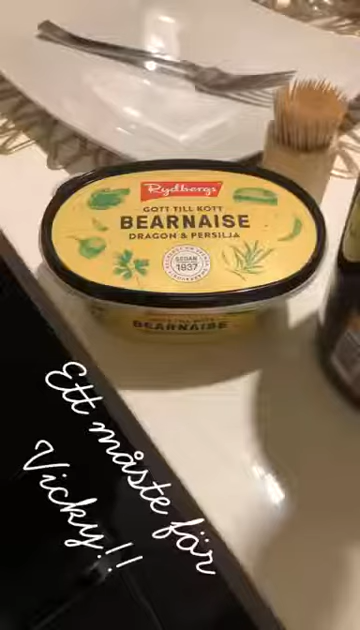 Rydbergs
GOTT TILL KÖTT
BEARNAISE
DRAGON & PERSILJA
SEDAN
1937
BEARNAISE
Ett måste för
Vicky!!